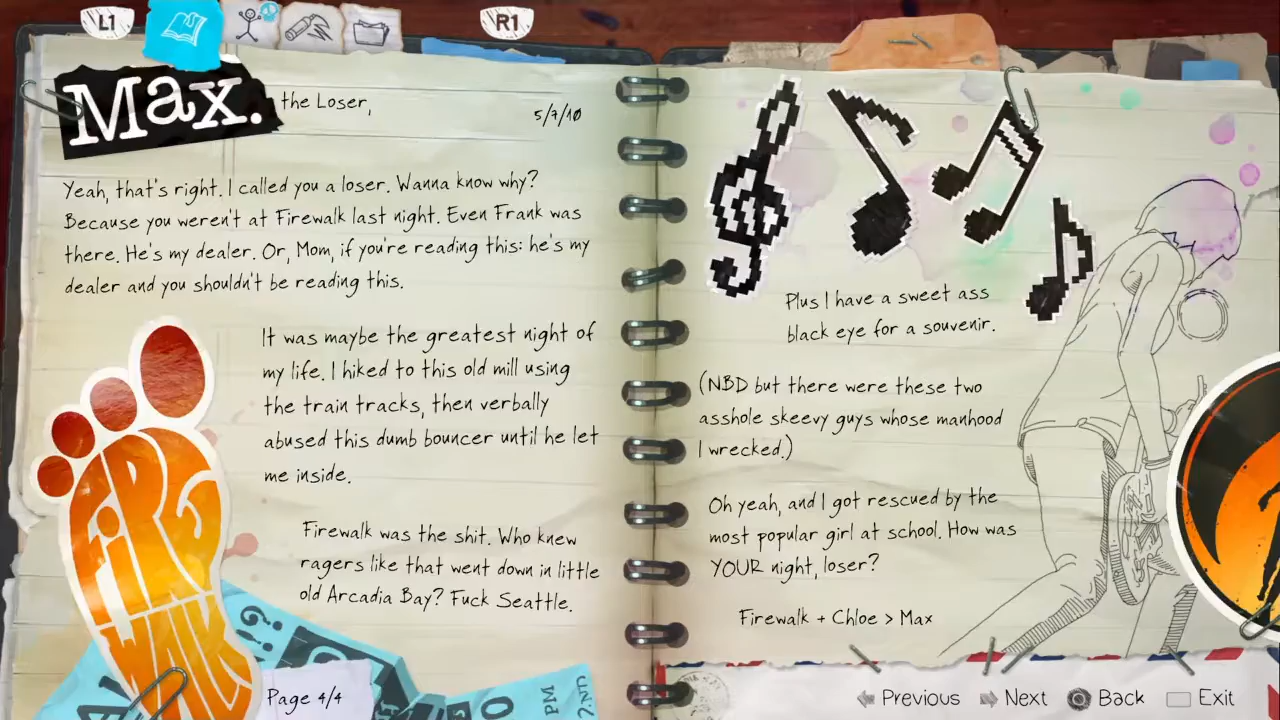 L1
R1
Max.
the Loser,
5/7/10
Yeah, that's right. I called you a loser. Wanna know why?
Because you weren't at Firewalk last night. Even Frank was
there. He's my dealer. Or, Mom, if you're reading this: he's my
dealer and you shouldn't be reading this.
It was maybe the greatest night of
my life. I hiked to this old mill using
the train tracks, then verbally
abused this dumb bouncer until he let
me inside.
Firewalk was the shit. Who knew
ragers like that went down in little
old Arcadia Bay? Fuck Seattle.
FiRE
WALK
PM
Page 4/4
Plus I have a sweet ass
black eye for a souvenir.
(NBD but there were these two
asshole skeevy guys whose manhood
I wrecked.)
Oh yeah, and I got rescued by the
most popular girl at school. How was
YOUR night, loser?
Firewalk + Chloe > Max
Previous
Next
Back
Exit